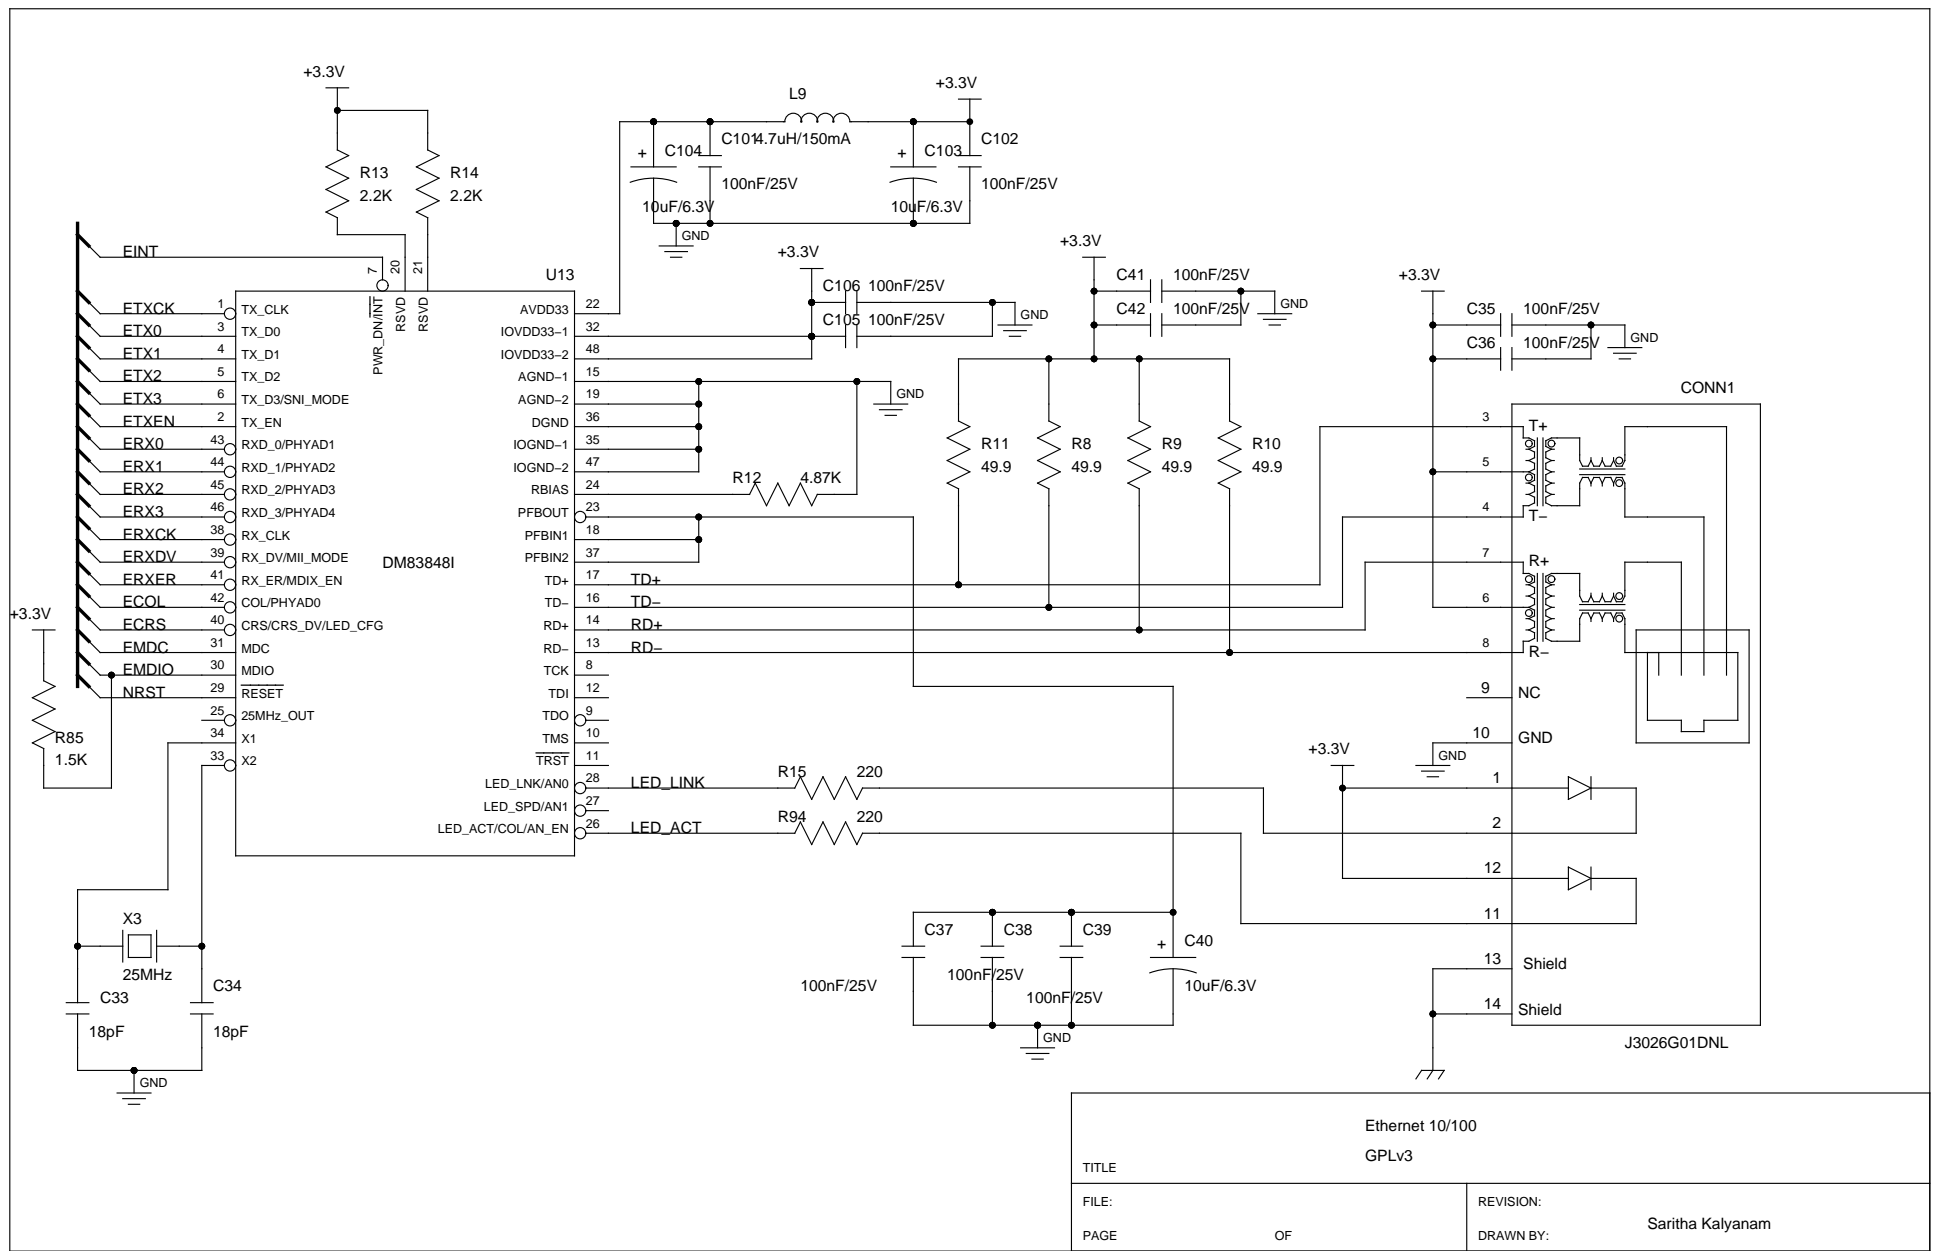 +3.3V
R13
2.2K
R14
2.2K
L9
4.7uH/150mA
+3.3V
C104
10uF/6.3V
C101
100nF/25V
C103
10uF/6.3V
C102
100nF/25V
GND
+
+
EINT
ETXCK
ETX0
ETX1
ETX2
ETX3
ETXEN
ERX0
ERX1
ERX2
ERX3
ERXCK
ERXDV
ERXER
ECOL
ECRS
EMDC
EMDIO
NRST
+3.3V
R85
1.5K
U13
DM83848I
7 PWR_DN/INT
20 RSVD
21 RSVD
1 TX_CLK
3 TX_D0
4 TX_D1
5 TX_D2
6 TX_D3/SNI_MODE
2 TX_EN
43 RXD_0/PHYAD1
44 RXD_1/PHYAD2
45 RXD_2/PHYAD3
46 RXD_3/PHYAD4
38 RX_CLK
39 RX_DV/MII_MODE
41 RX_ER/MDIX_EN
42 COL/PHYAD0
40 CRS/CRS_DV/LED_CFG
31 MDC
30 MDIO
29 RESET
25 25MHz_OUT
34 X1
33 X2
AVDD33 22
IOVDD33-1 32
IOVDD33-2 48
AGND-1 15
AGND-2 19
DGND 36
IOGND-1 35
IOGND-2 47
RBIAS 24
PFBOUT 23
PFBIN1 18
PFBIN2 37
TD+ 17 TD+
TD- 16 TD-
RD+ 14 RD+
RD- 13 RD-
TCK 8
TDI 12
TDO 9
TMS 10
TRST 11
LED_LNK/AN0 28 LED_LINK
LED_SPD/AN1 27
LED_ACT/COL/AN_EN 26 LED_ACT
+3.3V
C106 100nF/25V
C105 100nF/25V
GND
GND
R12 4.87K
+3.3V
C41 100nF/25V
C42 100nF/25V
GND
R11
49.9
R8
49.9
R9
49.9
R10
49.9
+3.3V
C35 100nF/25V
C36 100nF/25V
GND
CONN1
3 T+
5
4 T-
7 R+
6
8 R-
9 NC
10 GND
GND
+3.3V
1
2
12
11
13 Shield
14 Shield
J3026G01DNL
R15 220
R94 220
C37
100nF/25V
C38
100nF/25V
C39
100nF/25V
+
C40
10uF/6.3V
GND
X3
25MHz
C33
18pF
C34
18pF
GND
Ethernet 10/100
GPLv3
TITLE
FILE:
REVISION:
PAGE OF
DRAWN BY: Saritha Kalyanam